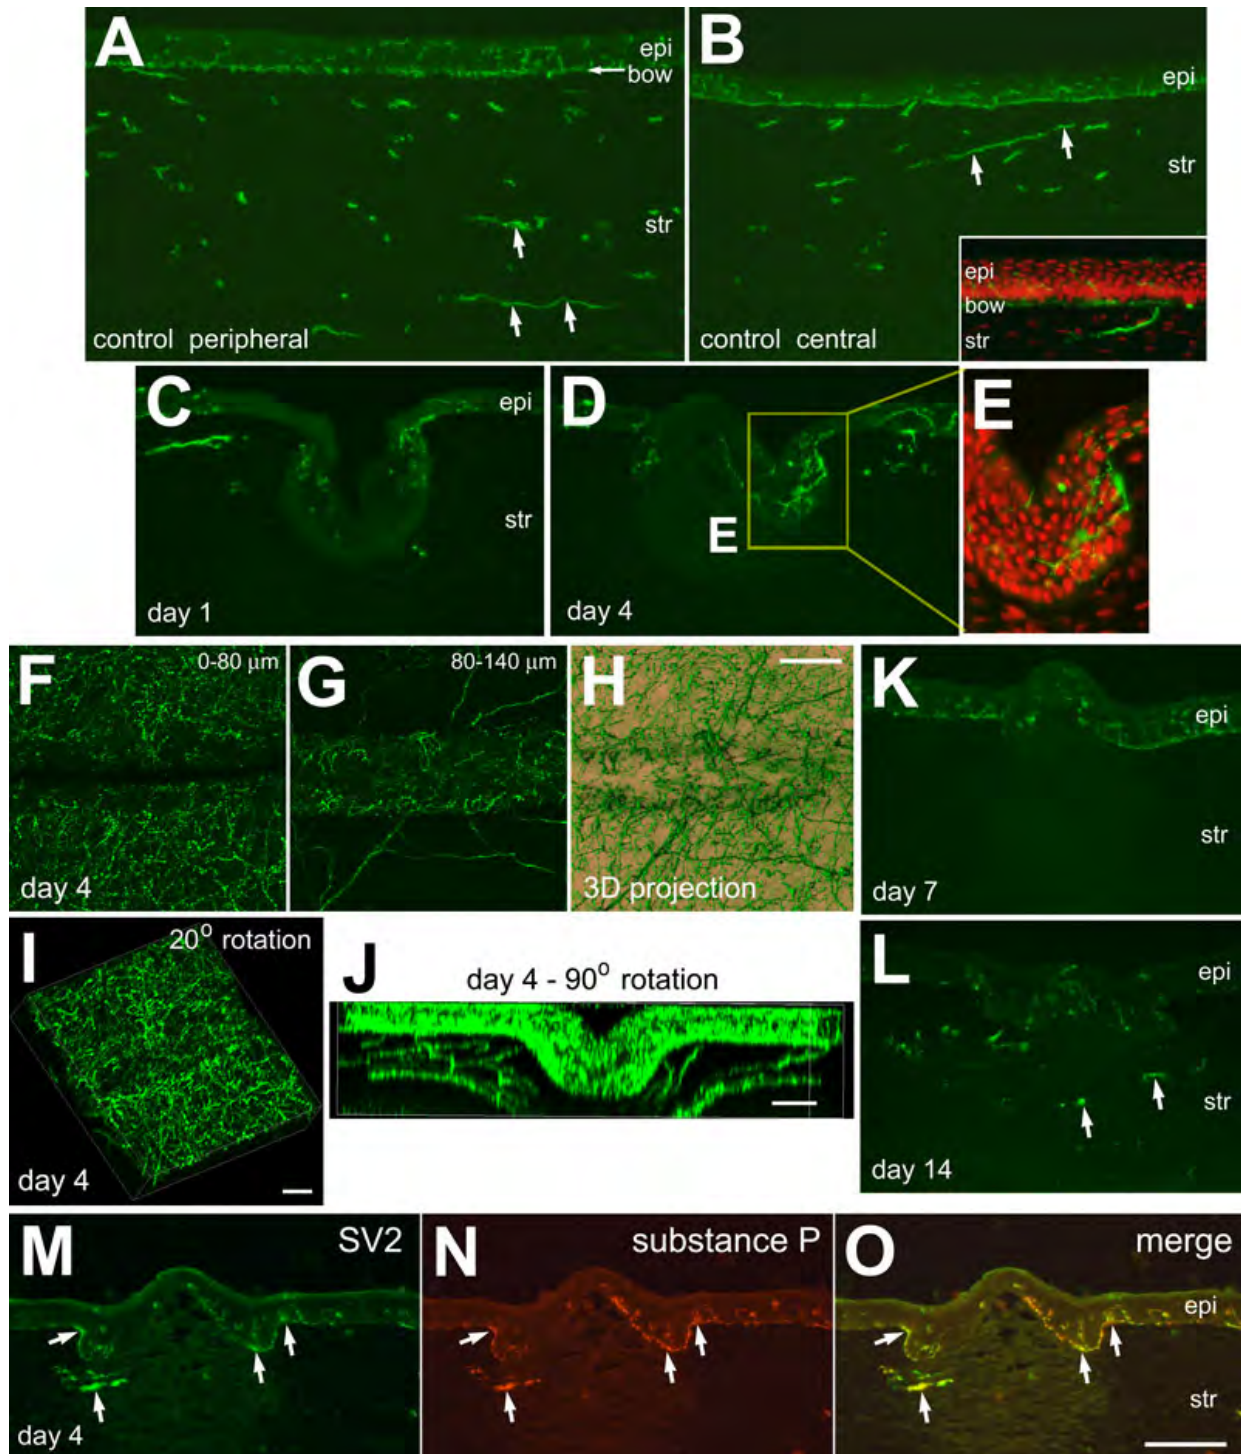 A
epi
bow
str
control peripheral
B
epi
str
control central
epi
bow
str
C
epi
str
day 1
D
E
day 4
E
F
0-80 μm
day 4
G
80-140 μm
H
3D projection
K
epi
str
day 7
I
20° rotation
day 4
J
day 4 - 90° rotation
L
epi
str
day 14
M
SV2
day 4
N
substance P
O
merge
epi
str